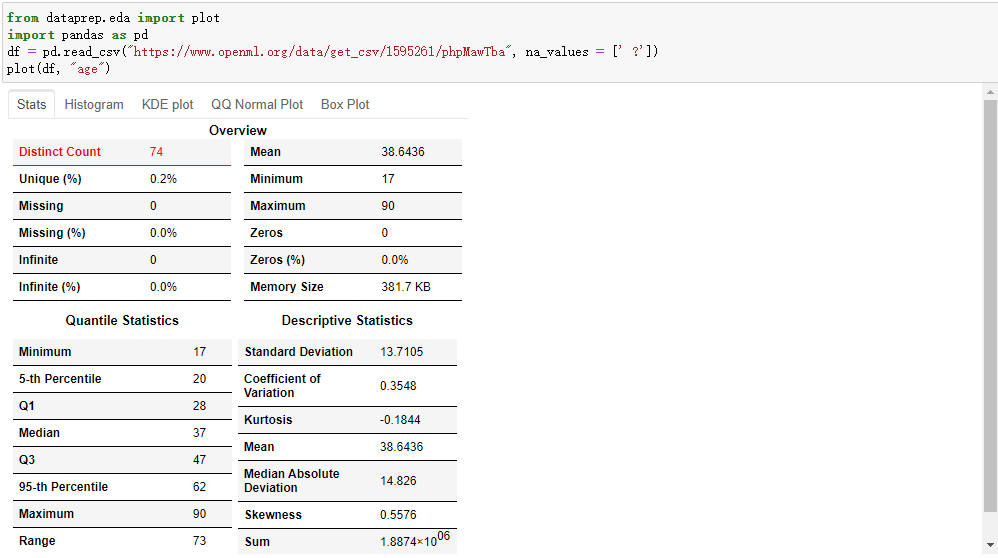 from dataprep.eda import plot
import pandas as pd
df = pd.read_csv("https://www.openml.org/data/get_csv/1595261/phpMawTba", na_values = [' ?'])
plot(df, "age")
Stats Histogram KDE plot QQ Normal Plot Box Plot
Overview
Distinct Count 74
Unique (%) 0.2%
Missing 0
Missing (%) 0.0%
Infinite 0
Infinite (%) 0.0%
Mean 38.6436
Minimum 17
Maximum 90
Zeros 0
Zeros (%) 0.0%
Memory Size 381.7 KB
Quantile Statistics
Minimum 17
5-th Percentile 20
Q1 28
Median 37
Q3 47
95-th Percentile 62
Maximum 90
Range 73
Descriptive Statistics
Standard Deviation 13.7105
Coefficient of
Variation 0.3548
Kurtosis -0.1844
Mean 38.6436
Median Absolute
Deviation 14.826
Skewness 0.5576
Sum 1.8874×10⁰⁶